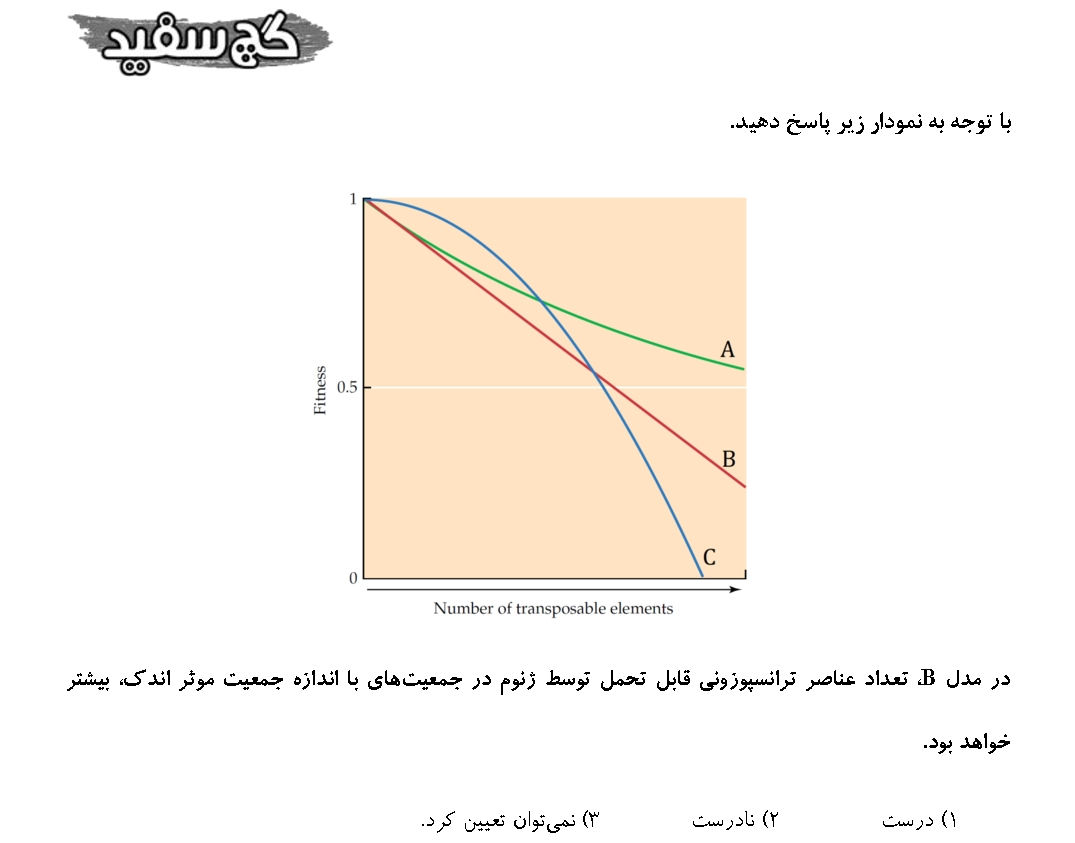 گچ سفید
با توجه به نمودار زیر پاسخ دهید.
1
A
Fitness
0.5
B
C
0
Number of transposable elements
در مدل B، تعداد عناصر ترانسپوزونی قابل تحمل توسط ژنوم در جمعیت‌های با اندازه جمعیت موثر اندک، بیشتر
خواهد بود.
۱) درست ۲) نادرست ۳) نمی‌توان تعیین کرد.